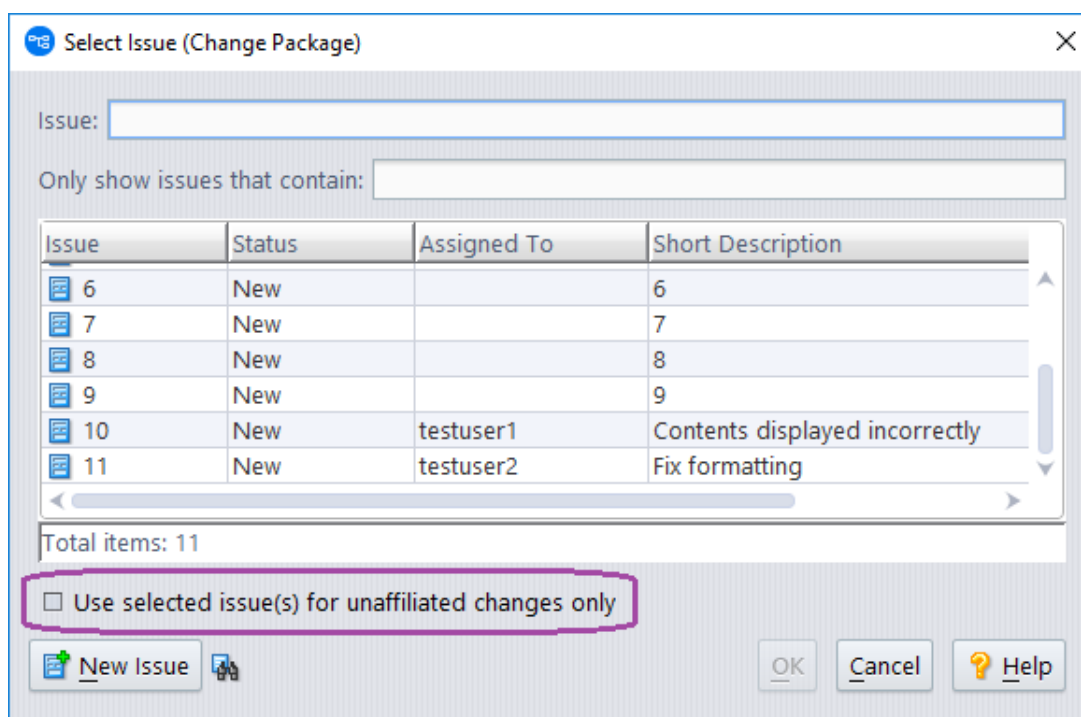 Select Issue (Change Package)
Issue:
Only show issues that contain:
Issue Status Assigned To Short Description
6 New 6
7 New 7
8 New 8
9 New 9
10 New testuser1 Contents displayed incorrectly
11 New testuser2 Fix formatting
Total items: 11
Use selected issue(s) for unaffiliated changes only
New Issue OK Cancel Help